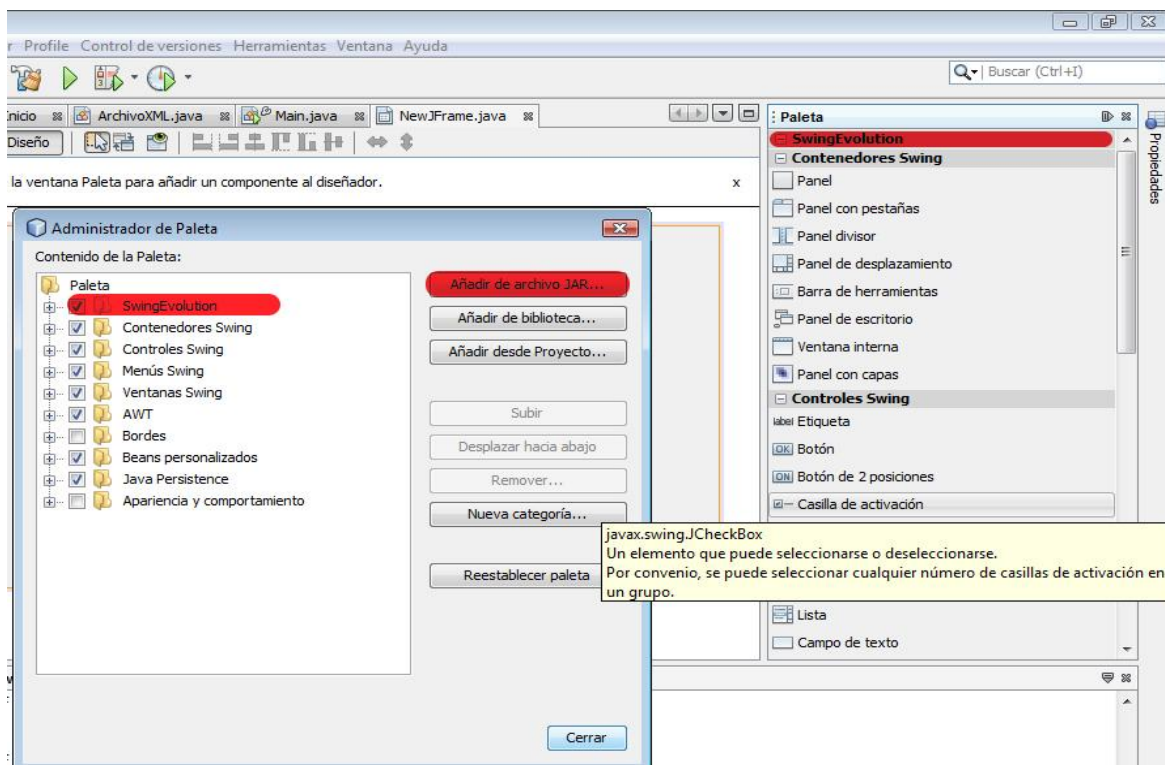 r Profile Control de versiones Herramientas Ventana Ayuda
Buscar (Ctrl+I)
Inicio ArchivoXML.java Main.java NewJFrame.java
Diseño
la ventana Paleta para añadir un componente al diseñador. x
Administrador de Paleta
Contenido de la Paleta:
Paleta
SwingEvolution
Contenedores Swing
Controles Swing
Menús Swing
Ventanas Swing
AWT
Bordes
Beans personalizados
Java Persistence
Apariencia y comportamiento
Añadir de archivo JAR...
Añadir de biblioteca...
Añadir desde Proyecto...
Subir
Desplazar hacia abajo
Remover...
Nueva categoría...
Reestablecer paleta
Cerrar
Paleta
SwingEvolution
Contenedores Swing
Panel
Panel con pestañas
Panel divisor
Panel de desplazamiento
Barra de herramientas
Panel de escritorio
Ventana interna
Panel con capas
Controles Swing
label Etiqueta
OK Botón
ON Botón de 2 posiciones
Casilla de activación
javax.swing.JCheckBox
Un elemento que puede seleccionarse o deseleccionarse.
Por convenio, se puede seleccionar cualquier número de casillas de activación en
un grupo.
Lista
Campo de texto
Propiedades